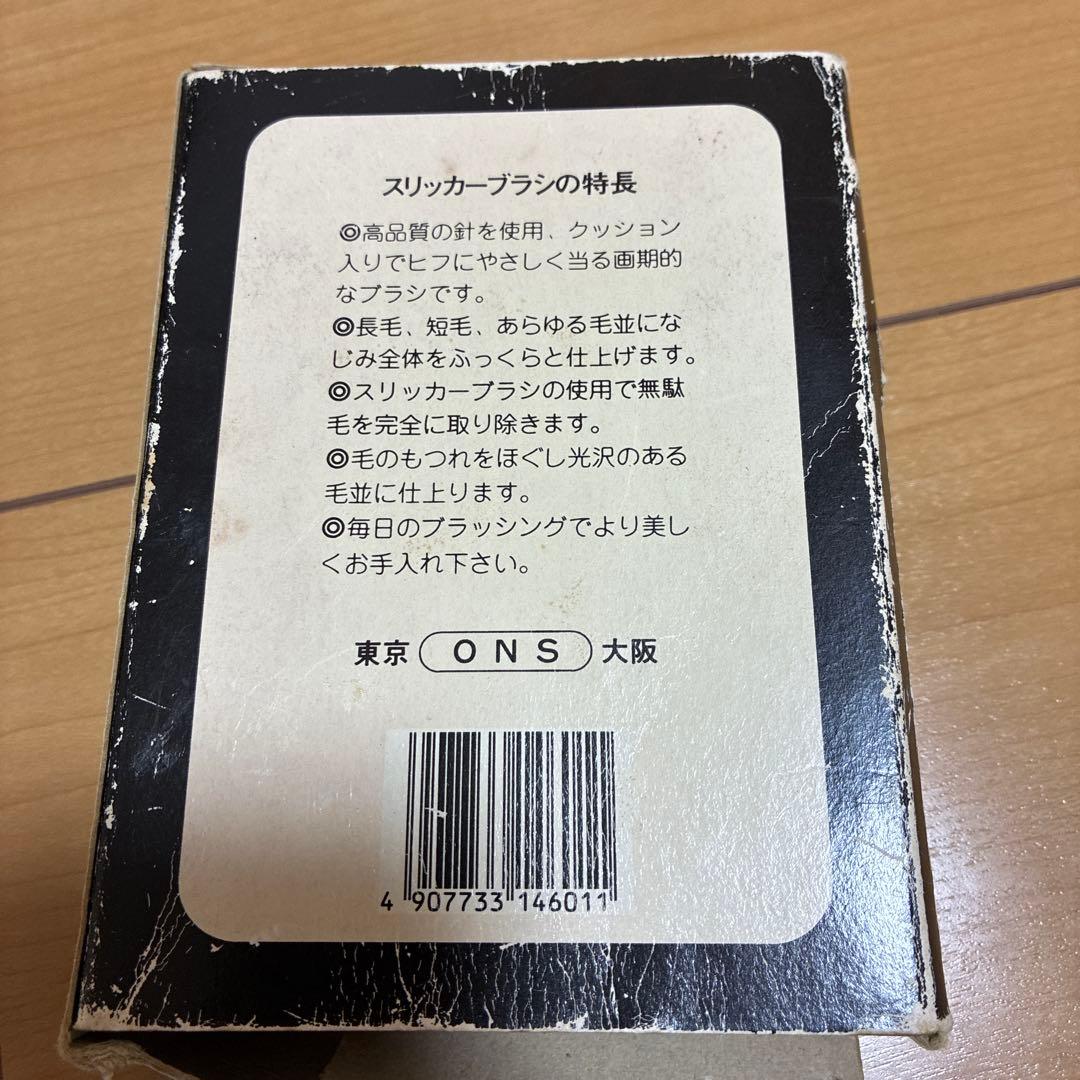 スリッカーブラシの特長
◎高品質の針を使用、クッション
入りでヒフにやさしく当る画期的
なブラシです。
◎長毛、短毛、あらゆる毛並にな
じみ全体をふっくらと仕上げます。
◎スリッカーブラシの使用で無駄
毛を完全に取り除きます。
◎毛のもつれをほぐし光沢のある
毛並に仕上ります。
◎毎日のブラッシングでより美し
くお手入れ下さい。
東京 ONS 大阪
4 907733 146011